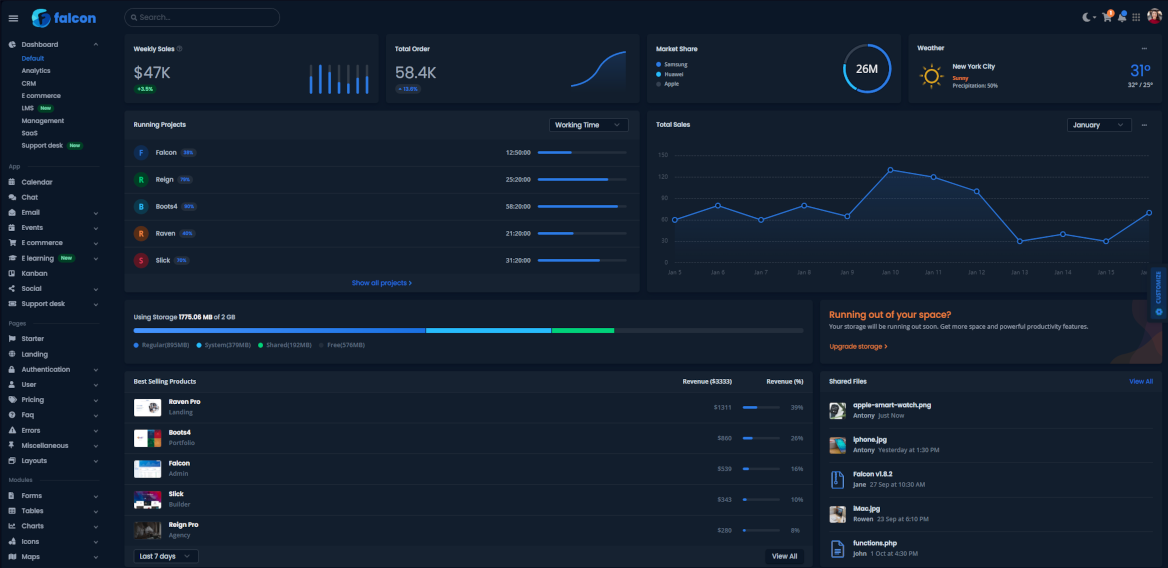 falcon
Search...
Dashboard
Default
Analytics
CRM
E commerce
LMS New
Management
SaaS
Support desk New
App
Calendar
Chat
Email
Events
E commerce
E learning New
Kanban
Social
Support desk
Pages
Starter
Landing
Authentication
User
Pricing
Faq
Errors
Miscellaneous
Layouts
Modules
Forms
Tables
Charts
Icons
Maps
Weekly Sales
$47K
+3.5%
Total Order
58.4K
13.6%
Market Share
Samsung
Huawei
Apple
26M
Weather
New York City
Sunny
Precipitation: 50%
31°
32° / 25°
Running Projects
Working Time
F Falcon 38% 12:50:00
R Reign 79% 25:20:00
B Boots4 90% 58:20:00
R Raven 40% 21:20:00
S Slick 70% 31:20:00
Show all projects
Total Sales
January
150
120
90
60
30
0
Jan 5 Jan 6 Jan 7 Jan 8 Jan 9 Jan 10 Jan 11 Jan 12 Jan 13 Jan 14 Jan 15
CUSTOMIZE
Using Storage 1775.06 MB of 2 GB
Regular(895MB) System(379MB) Shared(192MB) Free(576MB)
Running out of your space?
Your storage will be running out soon. Get more space and powerful productivity features.
Upgrade storage
Best Selling Products Revenue ($3333) Revenue (%)
Raven Pro
Landing
$1311 39%
Boots4
Portfolio
$860 26%
Falcon
Admin
$539 16%
Slick
Builder
$343 10%
Reign Pro
Agency
$280 8%
Last 7 days
View All
Shared Files
View All
apple-smart-watch.png
Antony Just Now
iphone.jpg
Antony Yesterday at 1:30 PM
Falcon v1.8.2
Jane 27 Sep at 10:30 AM
iMac.jpg
Rowen 23 Sep at 6:10 PM
functions.php
John 1 Oct at 4:30 PM